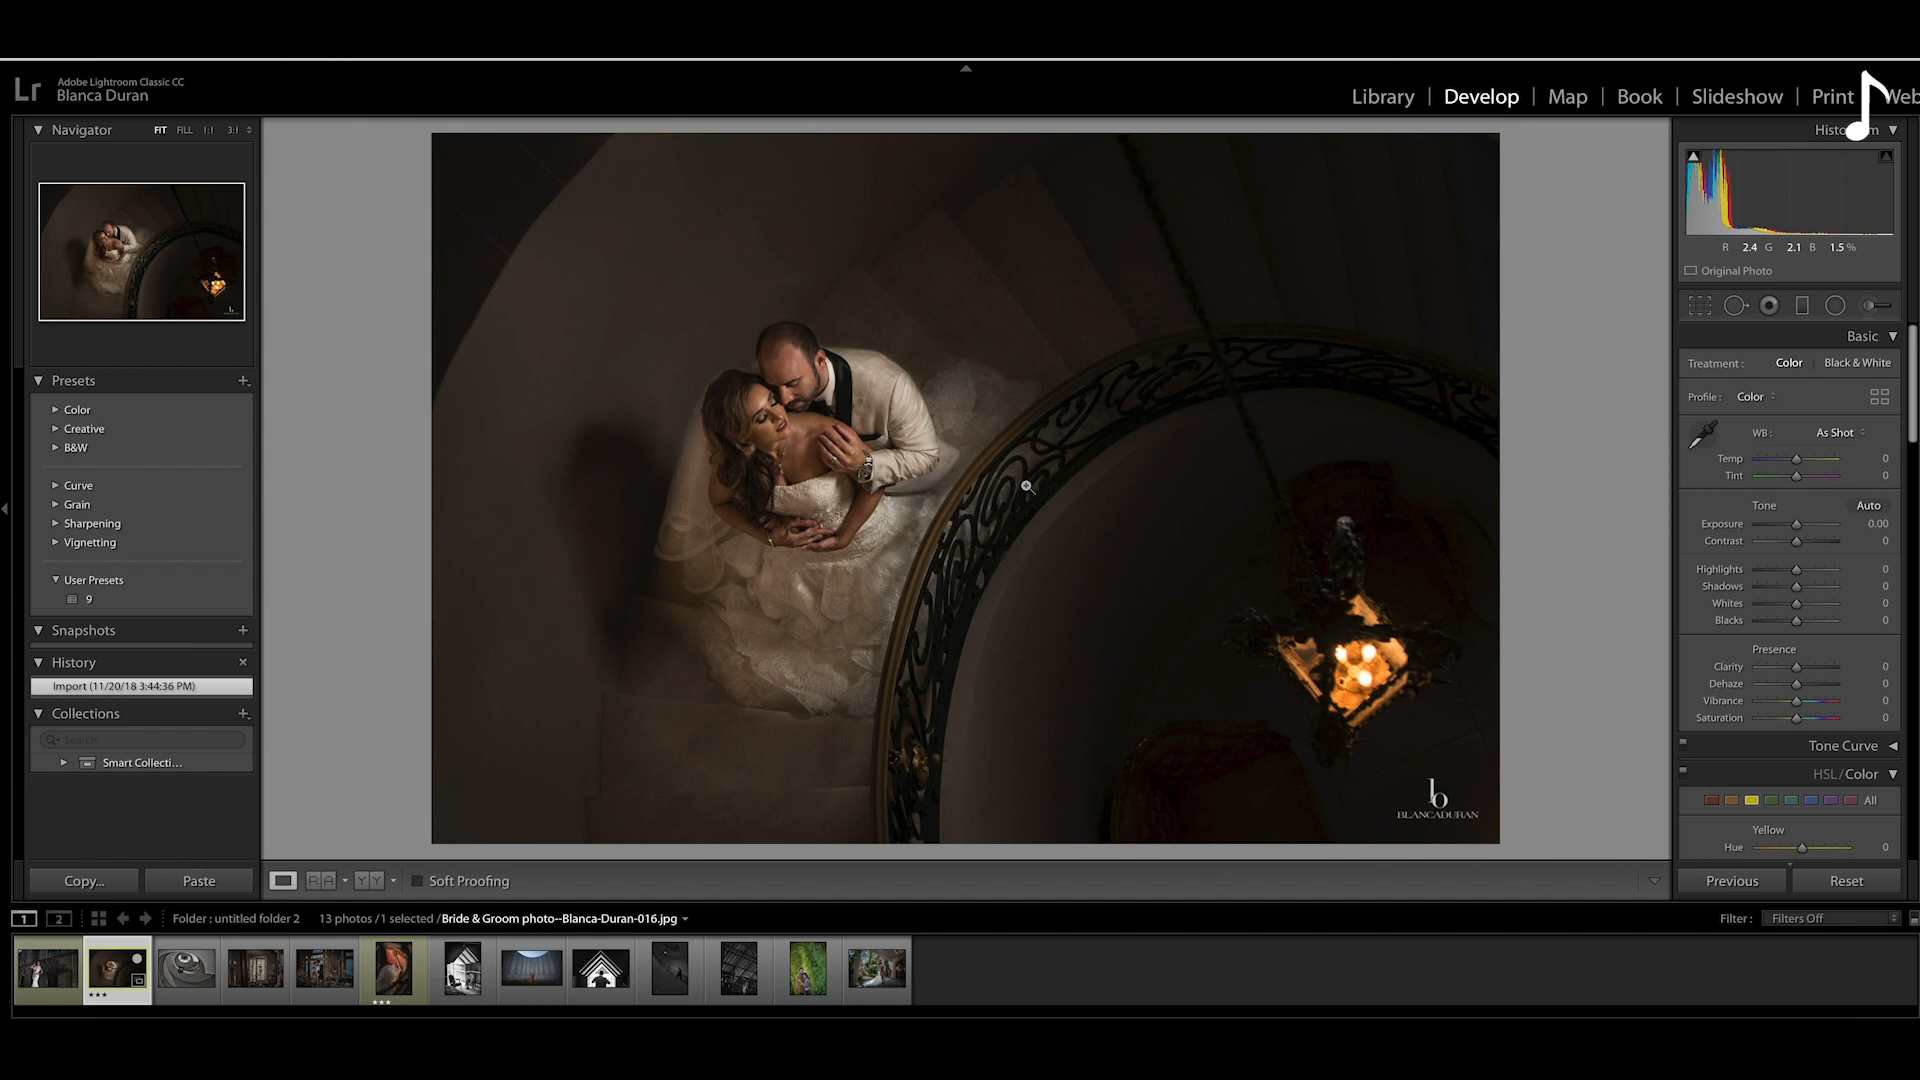 Lr
Adobe Lightroom Classic CC
Blanca Duran
Library | Develop | Map | Book | Slideshow | Print
Navigator FIT FILL 1:1 3:1
R 2.4 G 2.1 B 1.5 %
Original Photo
Presets
Color
Creative
B&W
Curve
Grain
Sharpening
Vignetting
User Presets
9
Snapshots
History
Import (11/20/18 3:44:36 PM)
Collections
Search
Smart Collecti...
Copy... Paste
BLANCADURAN
Basic
Treatment : Color Black & White
Profile : Color
WB : As Shot
Temp 0
Tint 0
Tone Auto
Exposure 0.00
Contrast 0
Highlights 0
Shadows 0
Whites 0
Blacks 0
Presence
Clarity 0
Dehaze 0
Vibrance 0
Saturation 0
Tone Curve
HSL / Color
All
Yellow
Hue 0
Previous Reset
R A Y Y Soft Proofing
1 2 Folder : untitled folder 2 13 photos / 1 selected / Bride & Groom photo--Blanca-Duran-016.jpg
Filter : Filters Off